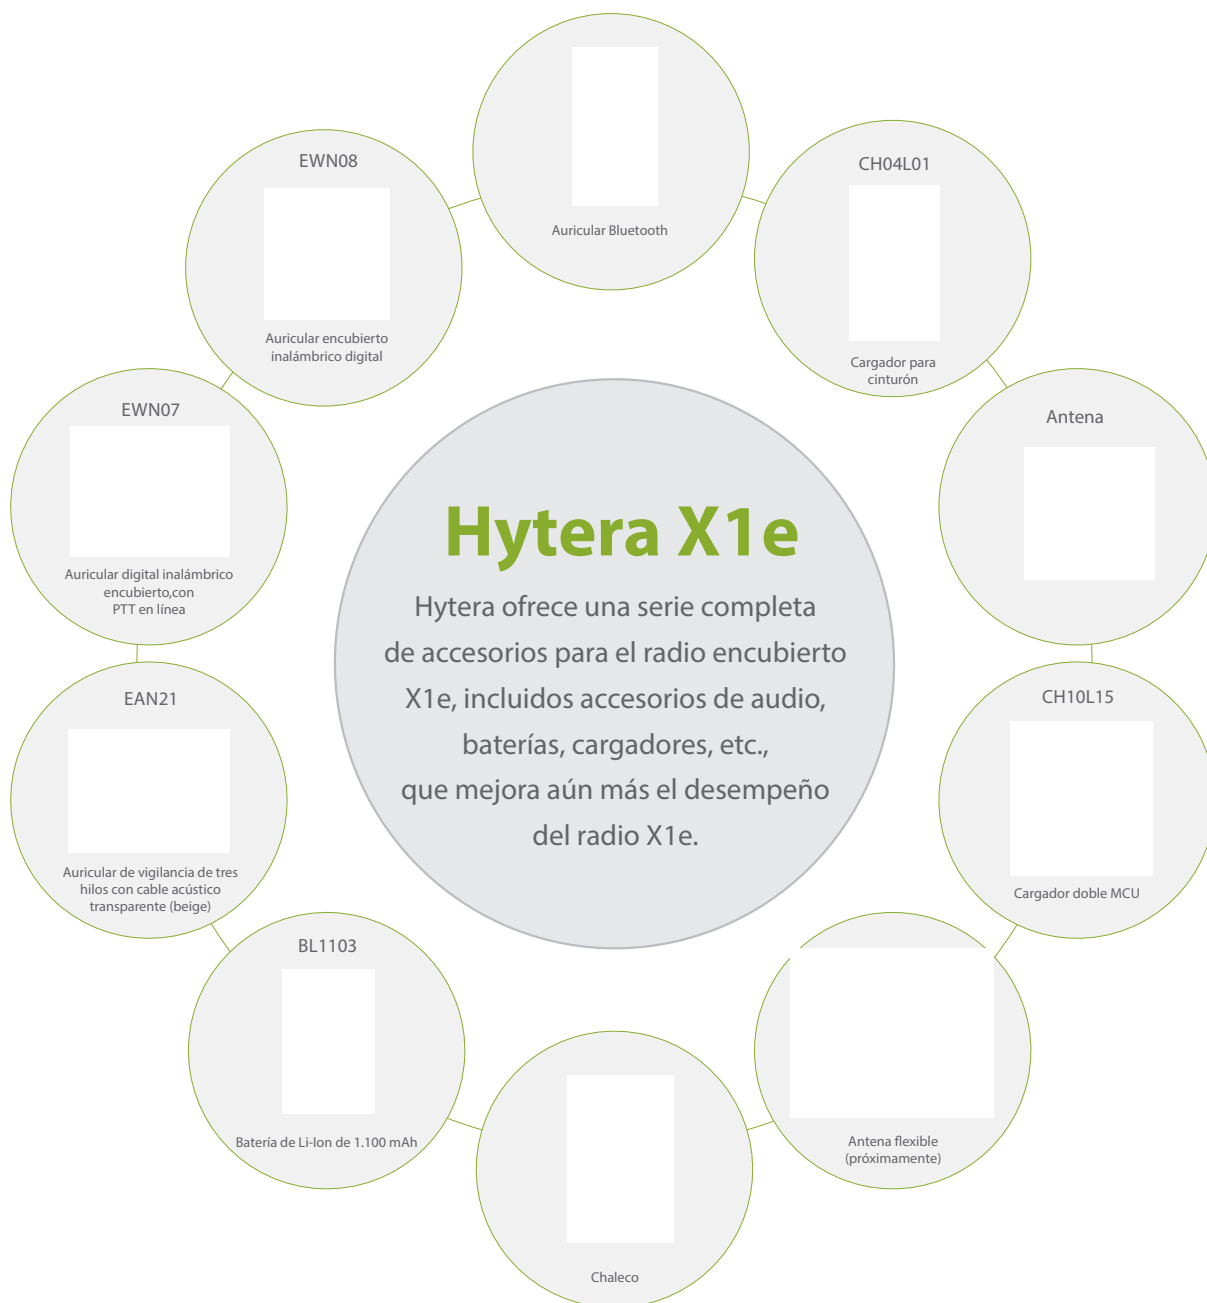 Auricular Bluetooth
EWN08
Auricular encubierto
inalámbrico digital
CH04L01
Cargador para
cinturón
EWN07
Auricular digital inalámbrico
encubierto,con
PTT en línea
Antena
Hytera X1e
Hytera ofrece una serie completa
de accesorios para el radio encubierto
X1e, incluidos accesorios de audio,
baterías, cargadores, etc.,
que mejora aún más el desempeño
del radio X1e.
EAN21
Auricular de vigilancia de tres
hilos con cable acústico
transparente (beige)
CH10L15
Cargador doble MCU
BL1103
Batería de Li-Ion de 1.100 mAh
Antena flexible
(próximamente)
Chaleco